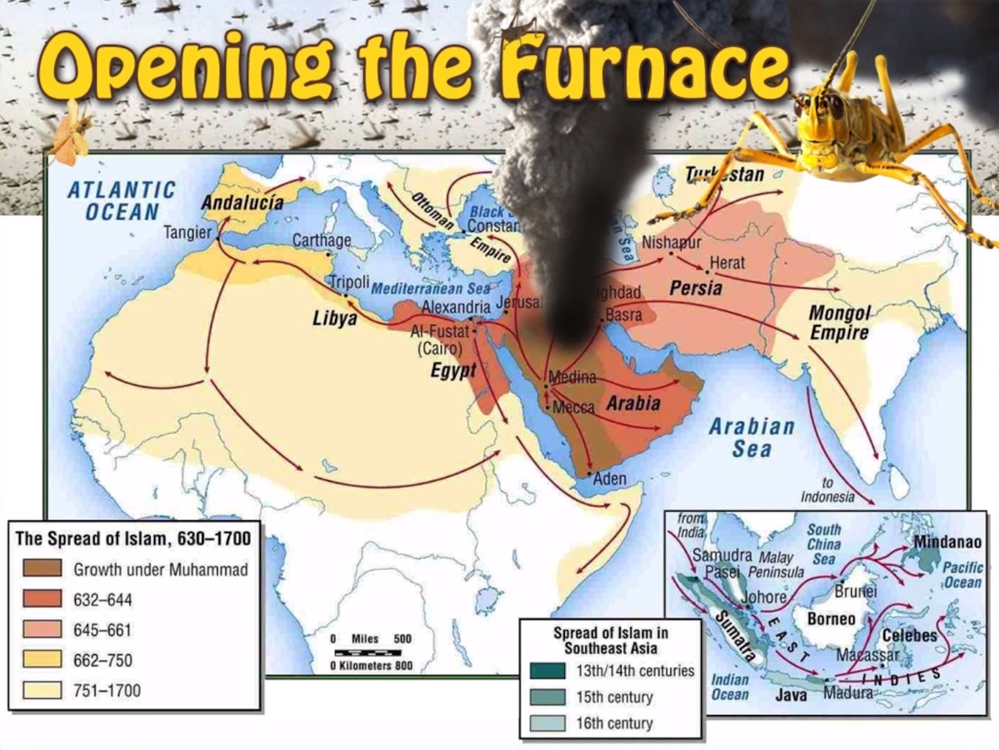 Opening the Furnace
ATLANTIC
OCEAN
Andalucía
Tangier
Carthage
Tripoli
Libya
Mediterranean Sea
Alexandria
Al-Fustat
(Cairo)
Egypt
Ottoman
Empire
Black
Constan
Jerusal
Turkestan
n Sea
Nishapur
Herat
Persia
ghdad
Basra
Mongol
Empire
Medina
Mecca
Arabia
Aden
Arabian
Sea
to
Indonesia
The Spread of Islam, 630–1700
Growth under Muhammad
632–644
645–661
662–750
751–1700
0 Miles 500
0 Kilometers 800
Spread of Islam in
Southeast Asia
13th/14th centuries
15th century
16th century
from
India
Samudra
Pasei
Malay
Peninsula
South
China
Sea
Mindanao
Pacific
Ocean
Johore
Brunei
Borneo
Celebes
Sumatra
EAST
INDIES
Macassar
Indian
Ocean
Java
Madura